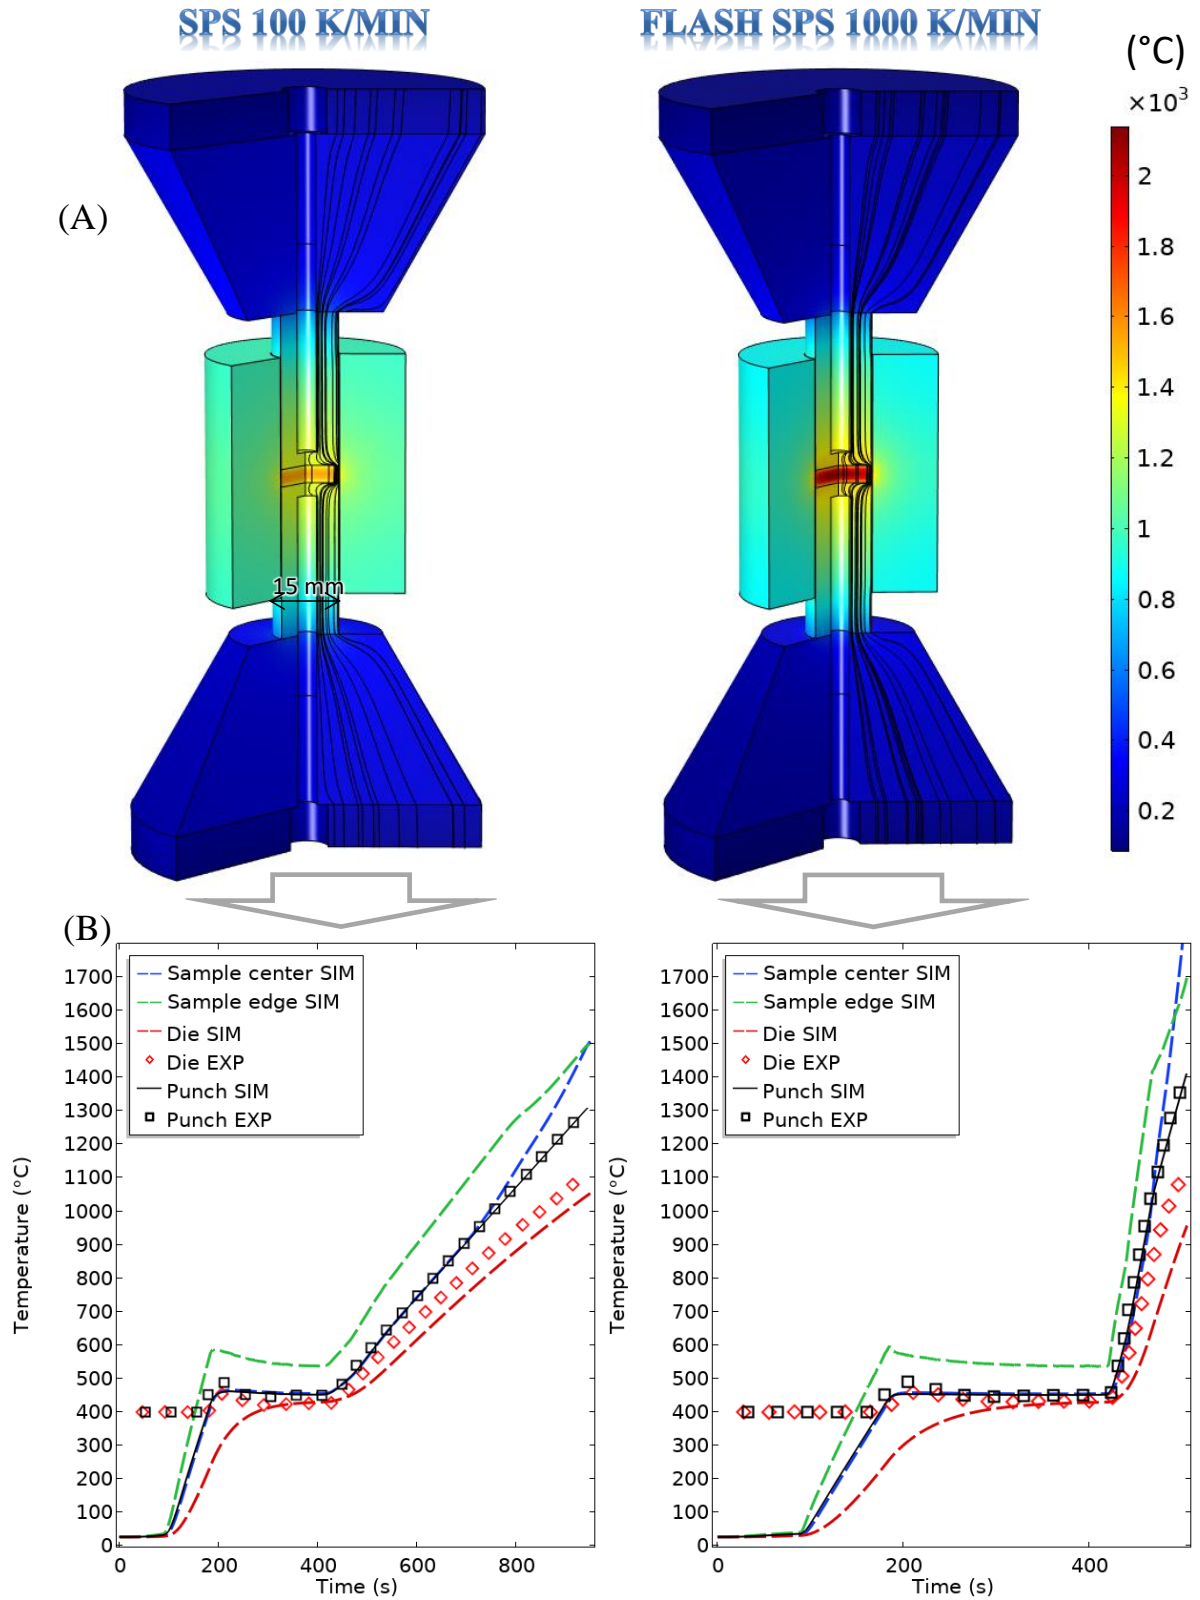 SPS 100 K/MIN
FLASH SPS 1000 K/MIN
(°C)
×10³
2
1.8
1.6
1.4
1.2
1
0.8
0.6
0.4
0.2
(A)
15 mm
(B)
Sample center SIM
Sample edge SIM
Die SIM
Die EXP
Punch SIM
Punch EXP
1700
1600
1500
1400
1300
1200
1100
1000
900
800
700
600
500
400
300
200
100
0
Temperature (°C)
0 200 400 600 800
Time (s)
Sample center SIM
Sample edge SIM
Die SIM
Die EXP
Punch SIM
Punch EXP
1700
1600
1500
1400
1300
1200
1100
1000
900
800
700
600
500
400
300
200
100
0
Temperature (°C)
0 200 400
Time (s)